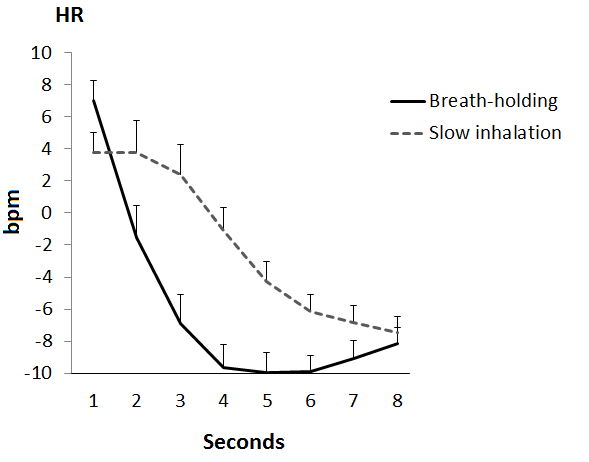 HR
10
8
6
4
2
0
-2
-4
-6
-8
-10
bpm
1 2 3 4 5 6 7 8
Seconds
Breath-holding
Slow inhalation